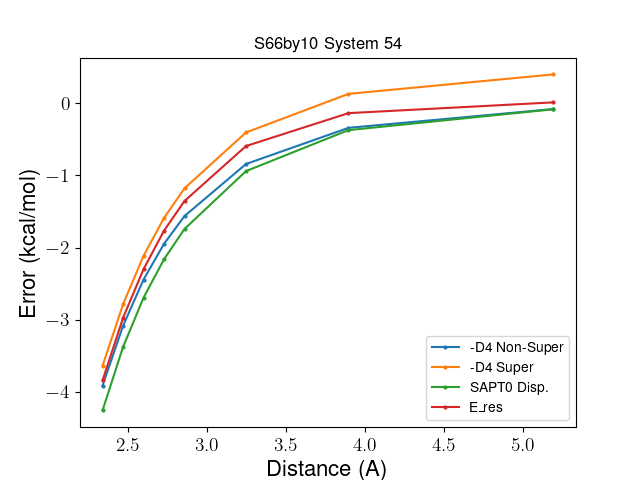 S66by10 System 54
Error (kcal/mol)
0
−1
−2
−3
−4
2.5 3.0 3.5 4.0 4.5 5.0
Distance (A)
-D4 Non-Super
-D4 Super
SAPT0 Disp.
E_res